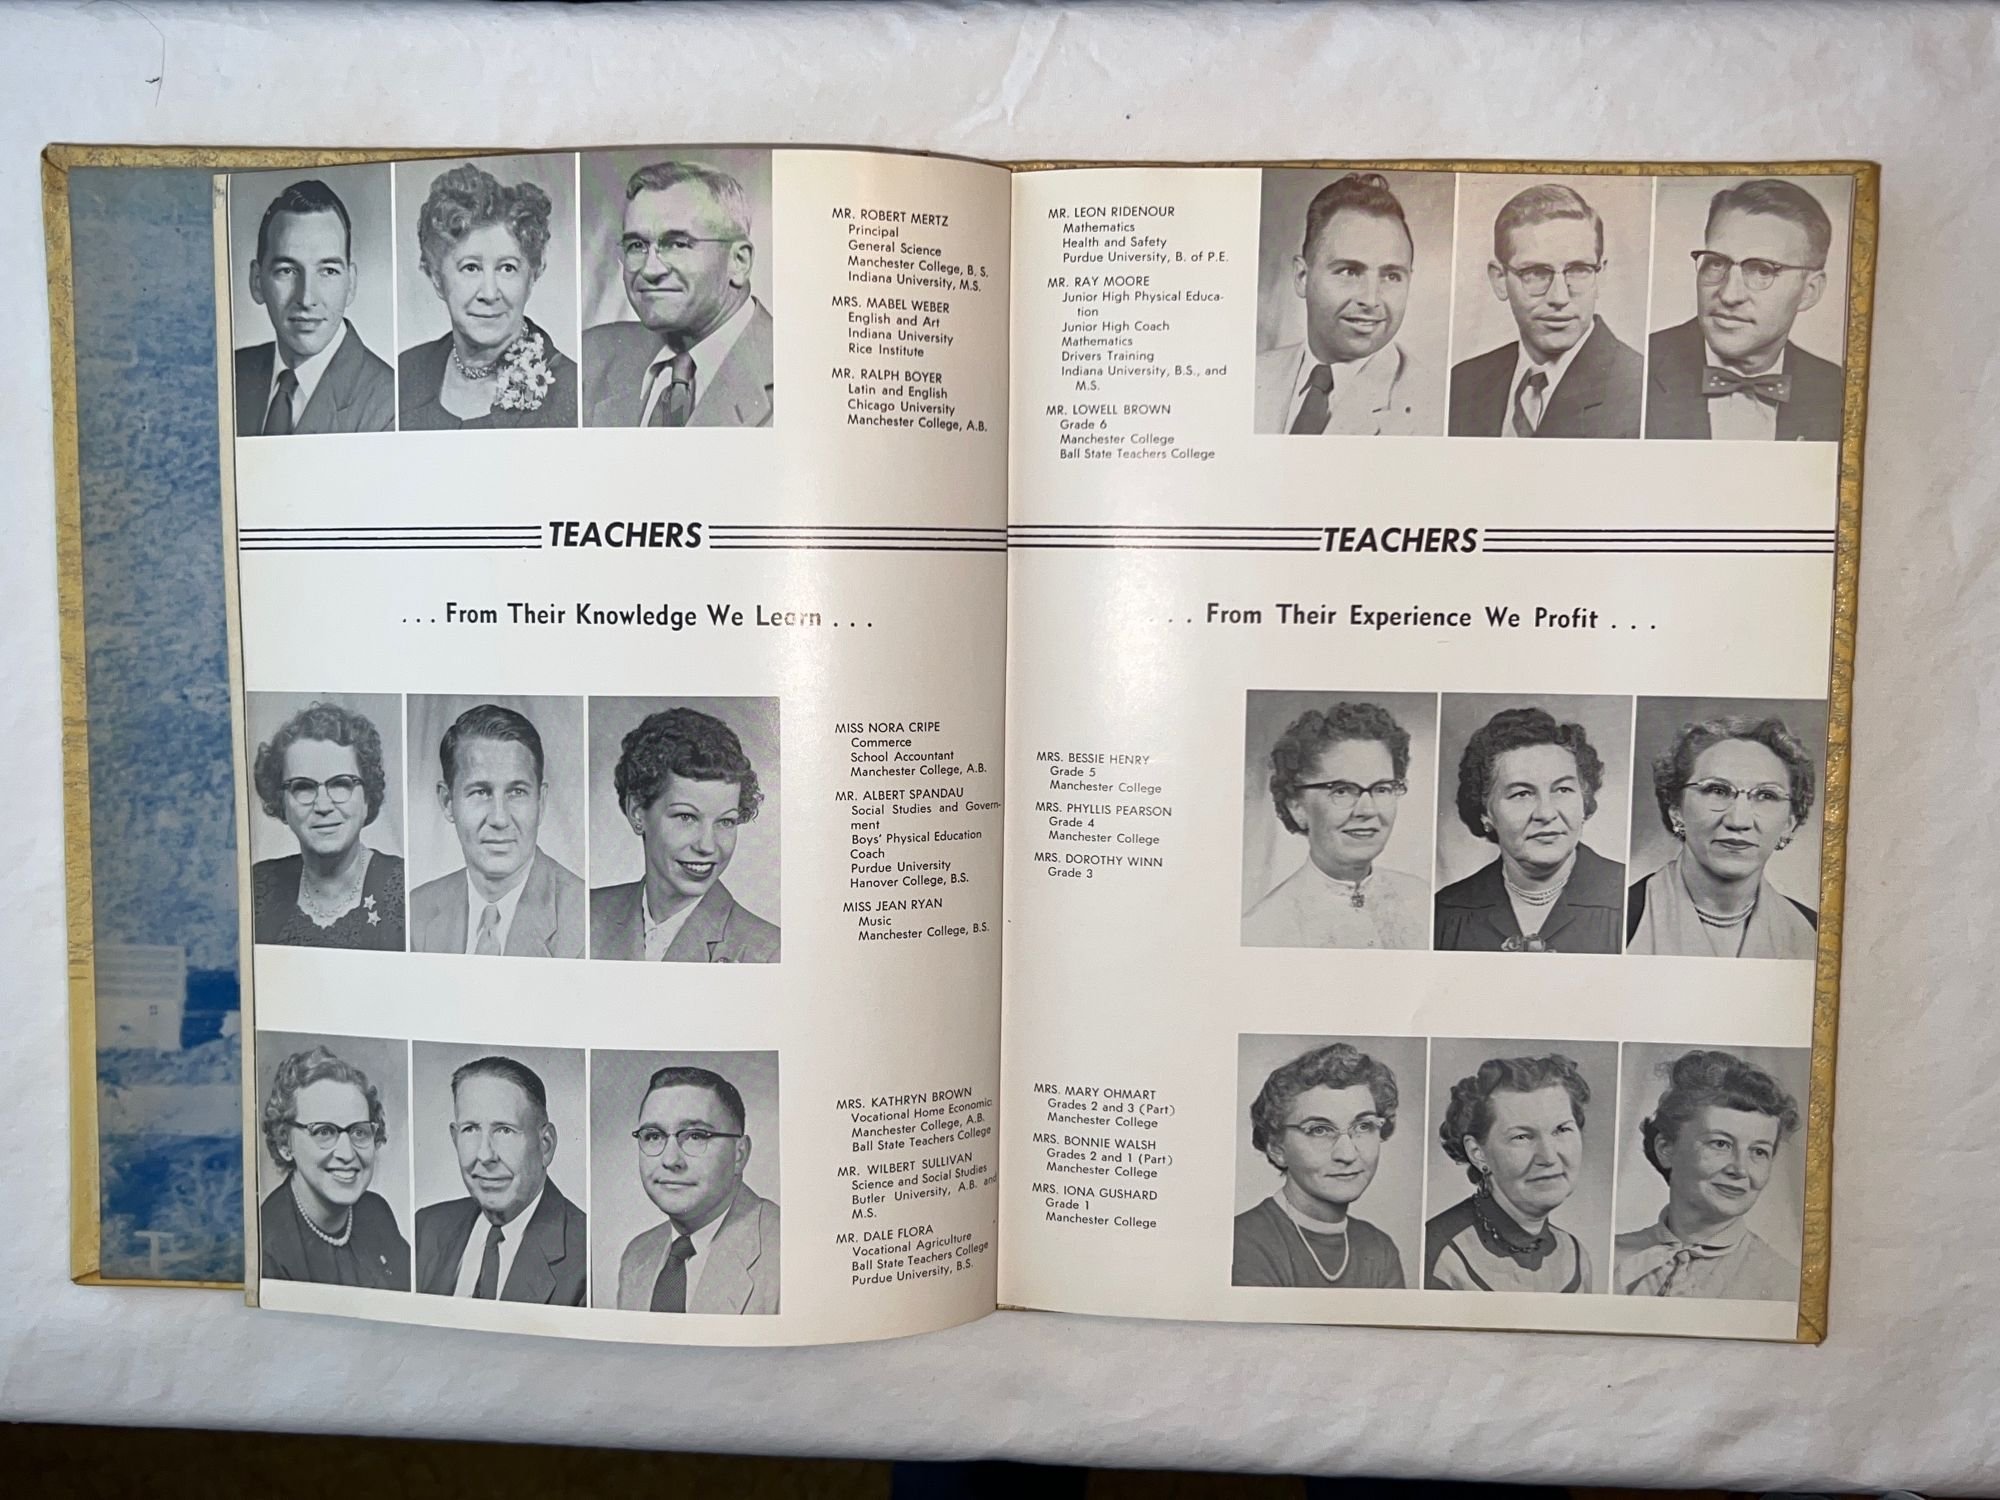 MR. ROBERT MERTZ
Principal
General Science
Manchester College, B. S.
Indiana University, M.S.
MRS. MABEL WEBER
English and Art
Indiana University
Rice Institute
MR. RALPH BOYER
Latin and English
Chicago University
Manchester College, A.B.
TEACHERS
. . . From Their Knowledge We Learn . . .
MISS NORA CRIPE
Commerce
School Accountant
Manchester College, A.B.
MR. ALBERT SPANDAU
Social Studies and Govern-
ment
Boys' Physical Education
Coach
Purdue University
Hanover College, B.S.
MISS JEAN RYAN
Music
Manchester College, B.S.
MRS. KATHRYN BROWN
Vocational Home Economic
Manchester College, A.B.
Ball State Teachers College
MR. WILBERT SULLIVAN
Science and Social Studies
Butler University, A.B. and
M.S.
MR. DALE FLORA
Vocational Agriculture
Ball State Teachers College
Purdue University, B.S.
MR. LEON RIDENOUR
Mathematics
Health and Safety
Purdue University, B. of P.E.
MR. RAY MOORE
Junior High Physical Educa-
tion
Junior High Coach
Mathematics
Drivers Training
Indiana University, B.S., and
M.S.
MR. LOWELL BROWN
Grade 6
Manchester College
Ball State Teachers College
TEACHERS
. . . From Their Experience We Profit . . .
MRS. BESSIE HENRY
Grade 5
Manchester College
MRS. PHYLLIS PEARSON
Grade 4
Manchester College
MRS. DOROTHY WINN
Grade 3
MRS. MARY OHMART
Grades 2 and 3 (Part)
Manchester College
MRS. BONNIE WALSH
Grades 2 and 1 (Part)
Manchester College
MRS. IONA GUSHARD
Grade 1
Manchester College